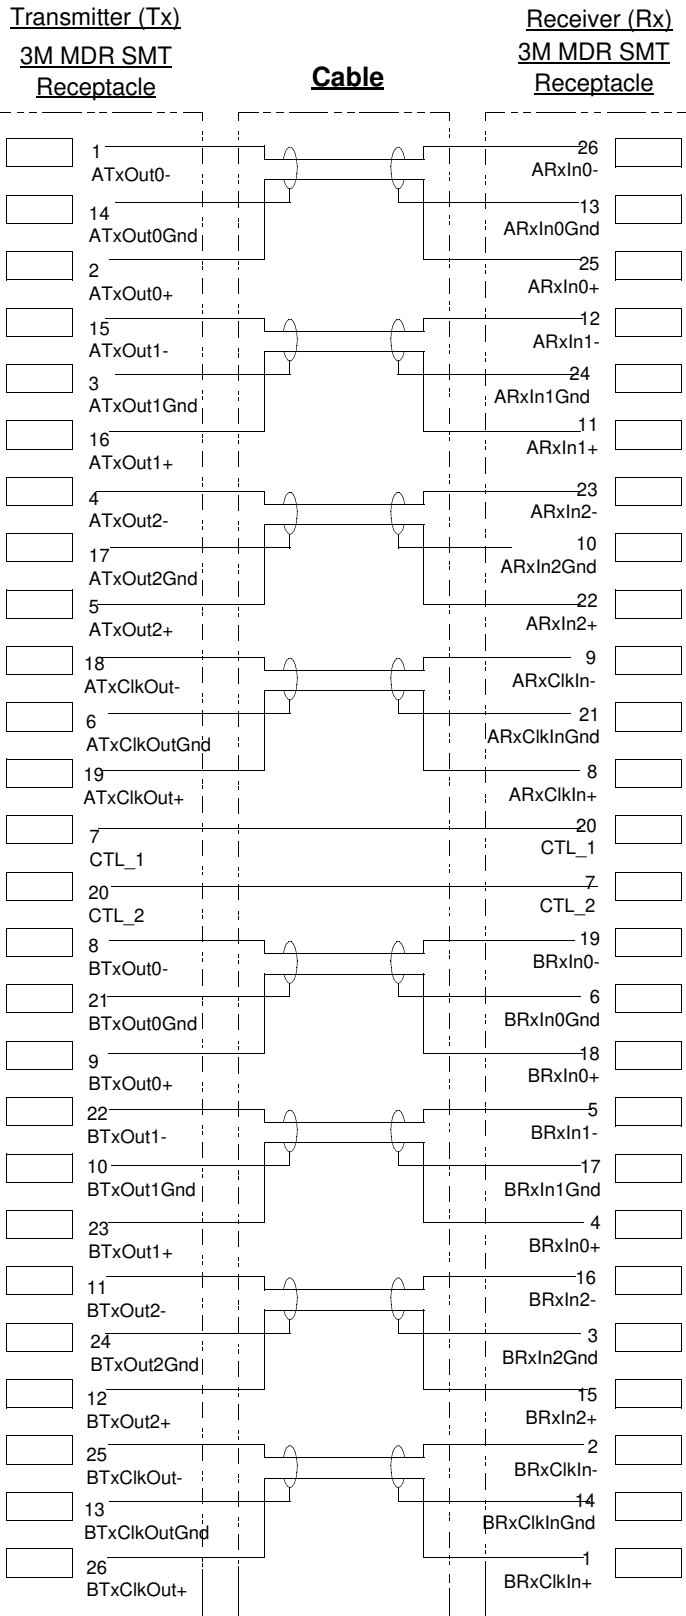 Transmitter (Tx)
3M MDR SMT
Receptacle
Cable
Receiver (Rx)
3M MDR SMT
Receptacle
1
ATxOut0-
26
ARxIn0-
14
ATxOut0Gnd
13
ARxIn0Gnd
2
ATxOut0+
25
ARxIn0+
15
ATxOut1-
12
ARxIn1-
3
ATxOut1Gnd
24
ARxIn1Gnd
16
ATxOut1+
11
ARxIn1+
4
ATxOut2-
23
ARxIn2-
17
ATxOut2Gnd
10
ARxIn2Gnd
5
ATxOut2+
22
ARxIn2+
18
ATxClkOut-
9
ARxClkIn-
6
ATxClkOutGnd
21
ARxClkInGnd
19
ATxClkOut+
8
ARxClkIn+
7
CTL_1
20
CTL_1
20
CTL_2
7
CTL_2
8
BTxOut0-
19
BRxIn0-
21
BTxOut0Gnd
6
BRxIn0Gnd
9
BTxOut0+
18
BRxIn0+
22
BTxOut1-
5
BRxIn1-
10
BTxOut1Gnd
17
BRxIn1Gnd
23
BTxOut1+
4
BRxIn0+
11
BTxOut2-
16
BRxIn2-
24
BTxOut2Gnd
3
BRxIn2Gnd
12
BTxOut2+
15
BRxIn2+
25
BTxClkOut-
2
BRxClkIn-
13
BTxClkOutGnd
14
BRxClkInGnd
26
BTxClkOut+
1
BRxClkIn+